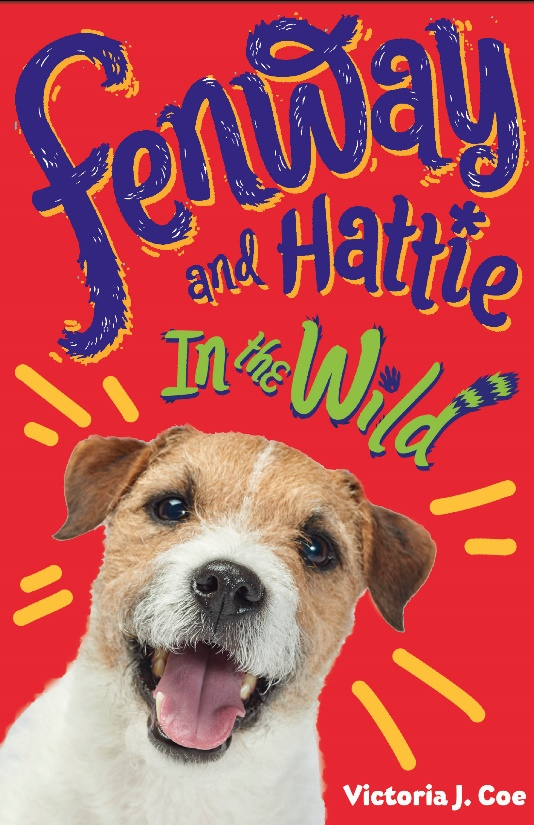 Fenway
and Hattie
In the Wild
Victoria J. Coe